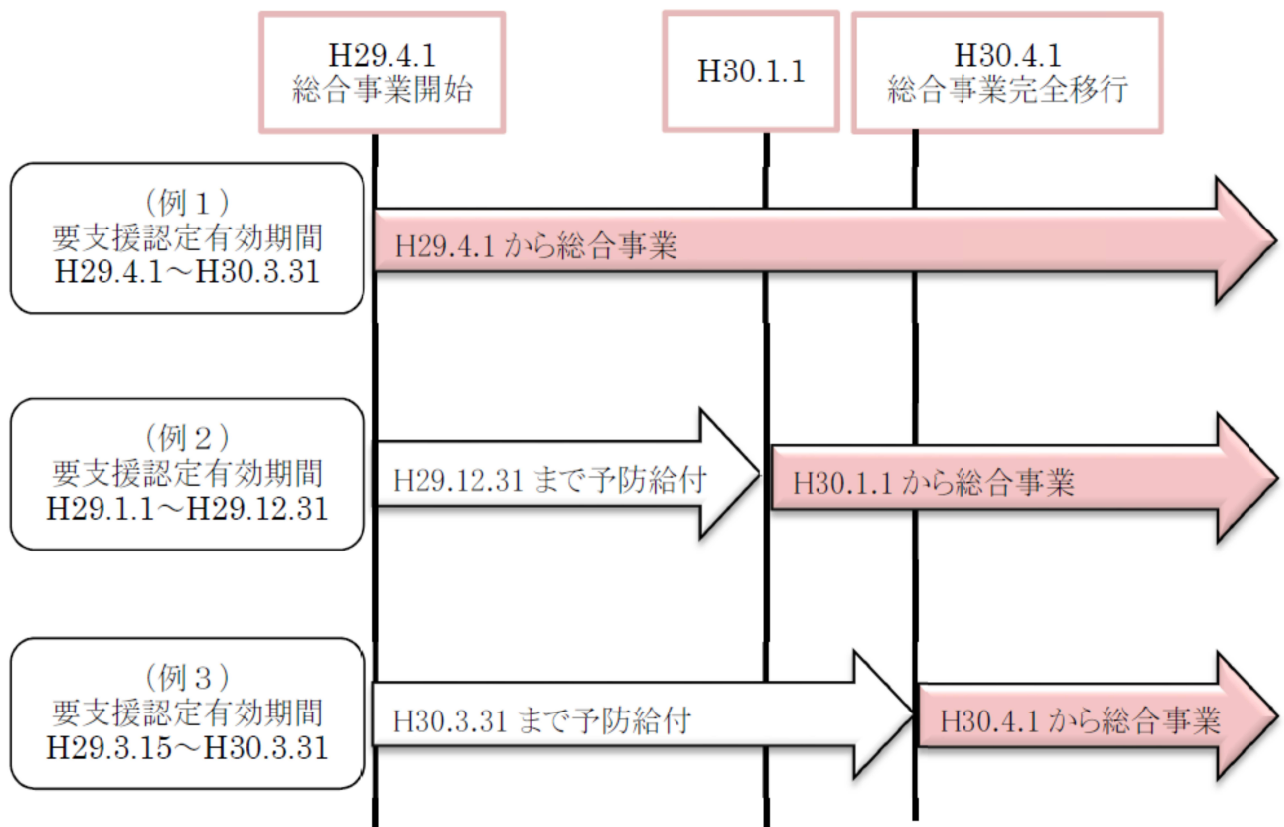 H29.4.1
総合事業開始
H30.1.1
H30.4.1
総合事業完全移行
（例１）
要支援認定有効期間
H29.4.1～H30.3.31
H29.4.1 から総合事業
（例２）
要支援認定有効期間
H29.1.1～H29.12.31
H29.12.31 まで予防給付
H30.1.1 から総合事業
（例３）
要支援認定有効期間
H29.3.15～H30.3.31
H30.3.31 まで予防給付
H30.4.1 から総合事業